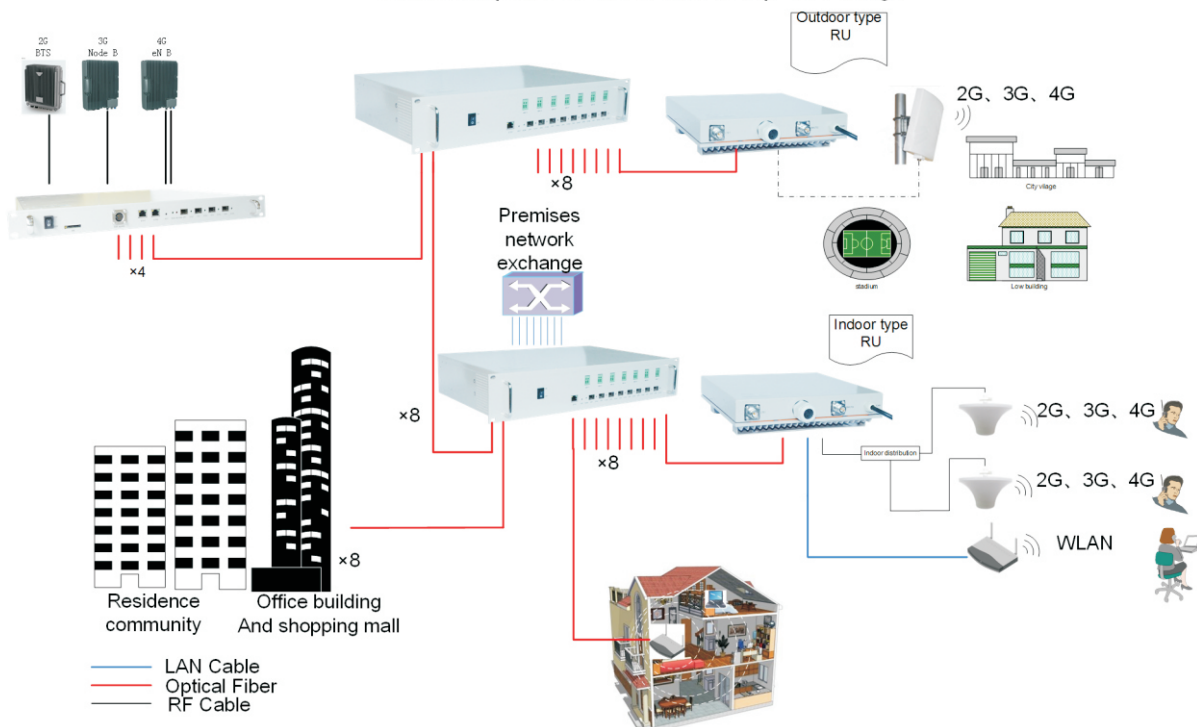 2G
BTS
3G
Node B
4G
eN B
×4
×8
Outdoor type
RU
2G、3G、4G
City vilage
stadium
Low building
Premises
network
exchange
×8
×8
Indoor type
RU
Indoor distribution
2G、3G、4G
2G、3G、4G
WLAN
×8
Residence
community
Office building
And shopping mall
LAN Cable
Optical Fiber
RF Cable